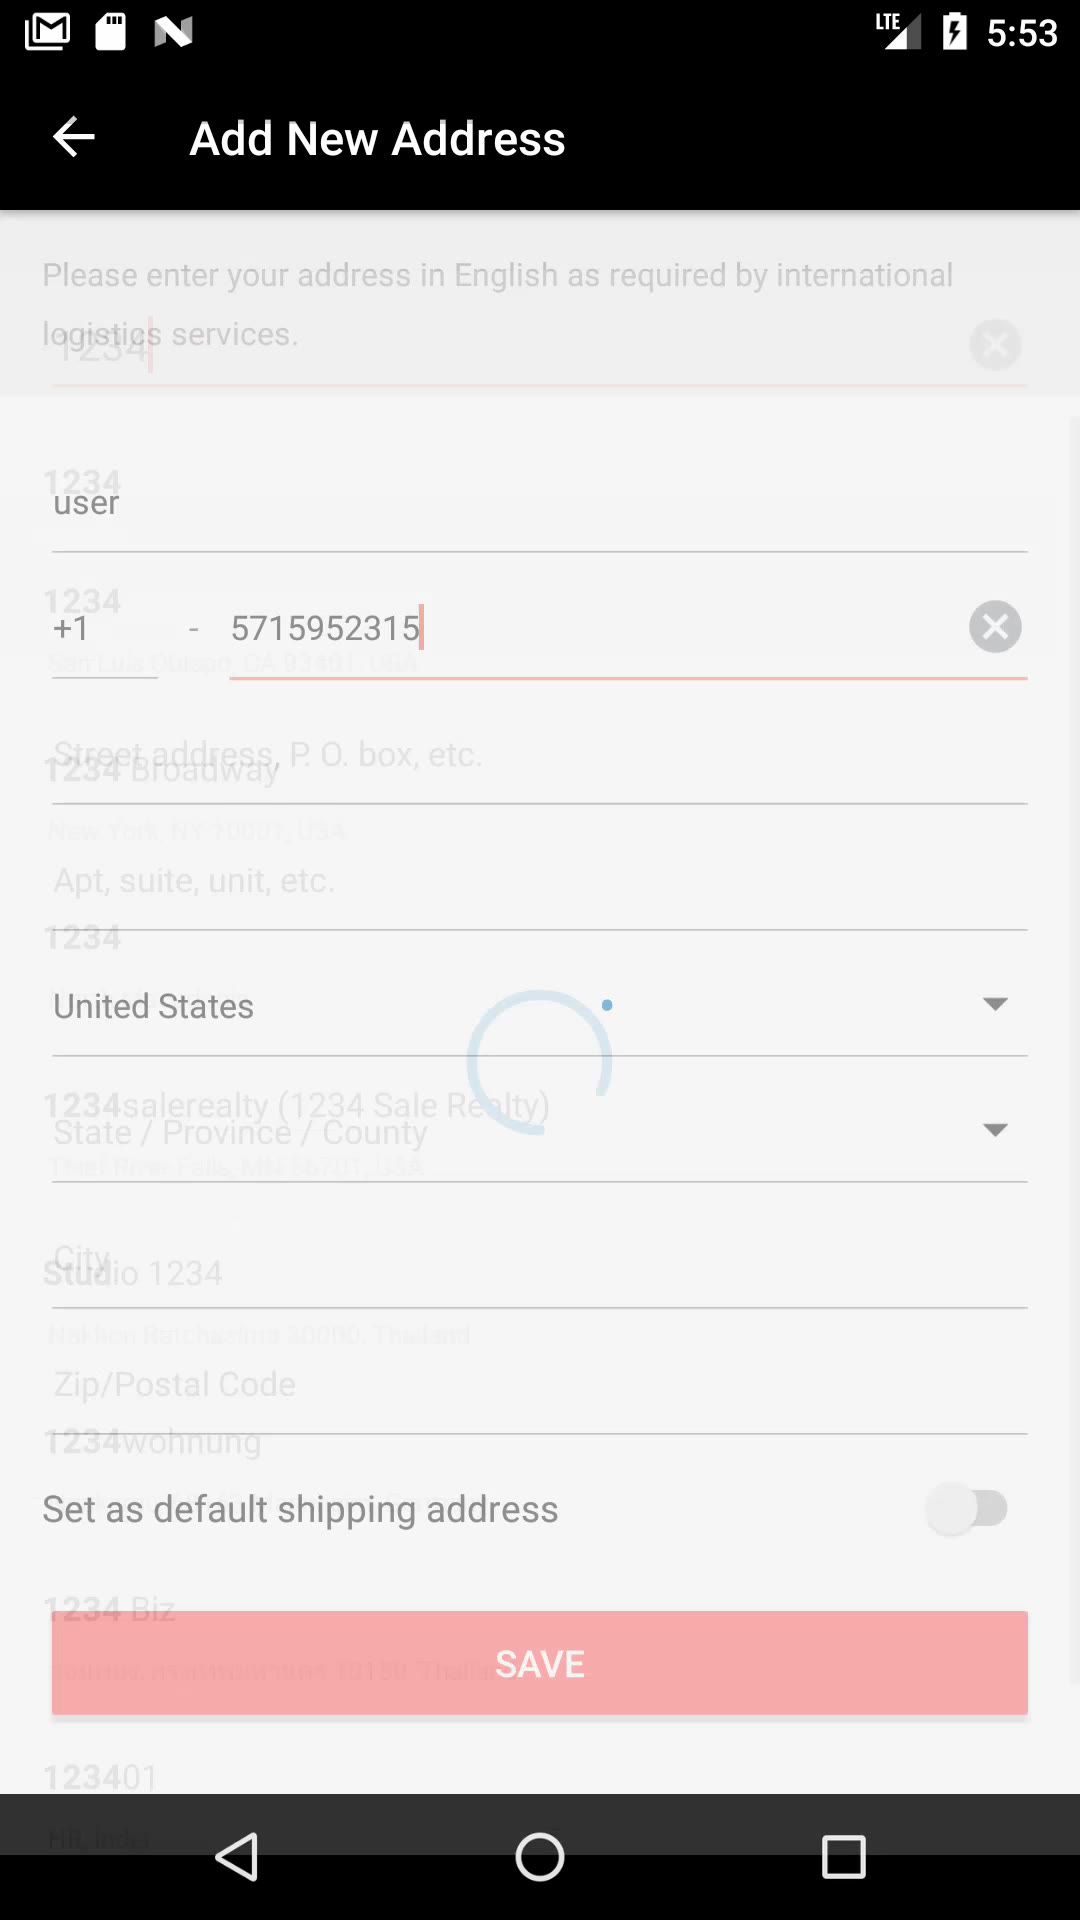 LTE 5:53
Add New Address
Please enter your address in English as required by international
logistics services.
1234
1234
user
1234
+1 - 5715952315
San Luis Obispo, CA 93401, USA
Street address, P. O. box, etc.
1234 Broadway
New York, NY 10001, USA
Apt, suite, unit, etc.
1234
United States
1234salerealty (1234 Sale Realty)
State / Province / County
Thief River Falls, MN 56701, USA
City
Studio 1234
Nakhon Ratchasima 30000, Thailand
Zip/Postal Code
1234wohnung
Set as default shipping address
1234 Biz
SAVE
123401
HR, India